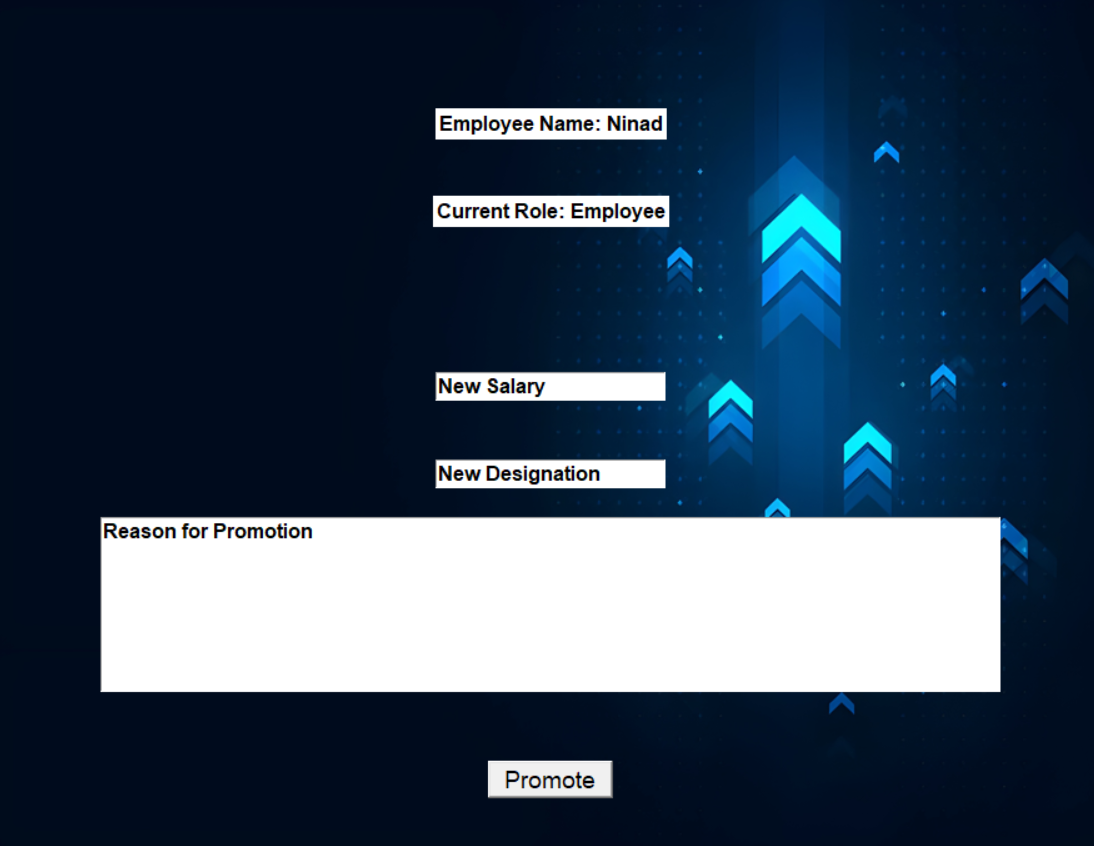 Employee Name: Ninad
Current Role: Employee
New Salary
New Designation
Reason for Promotion
Promote